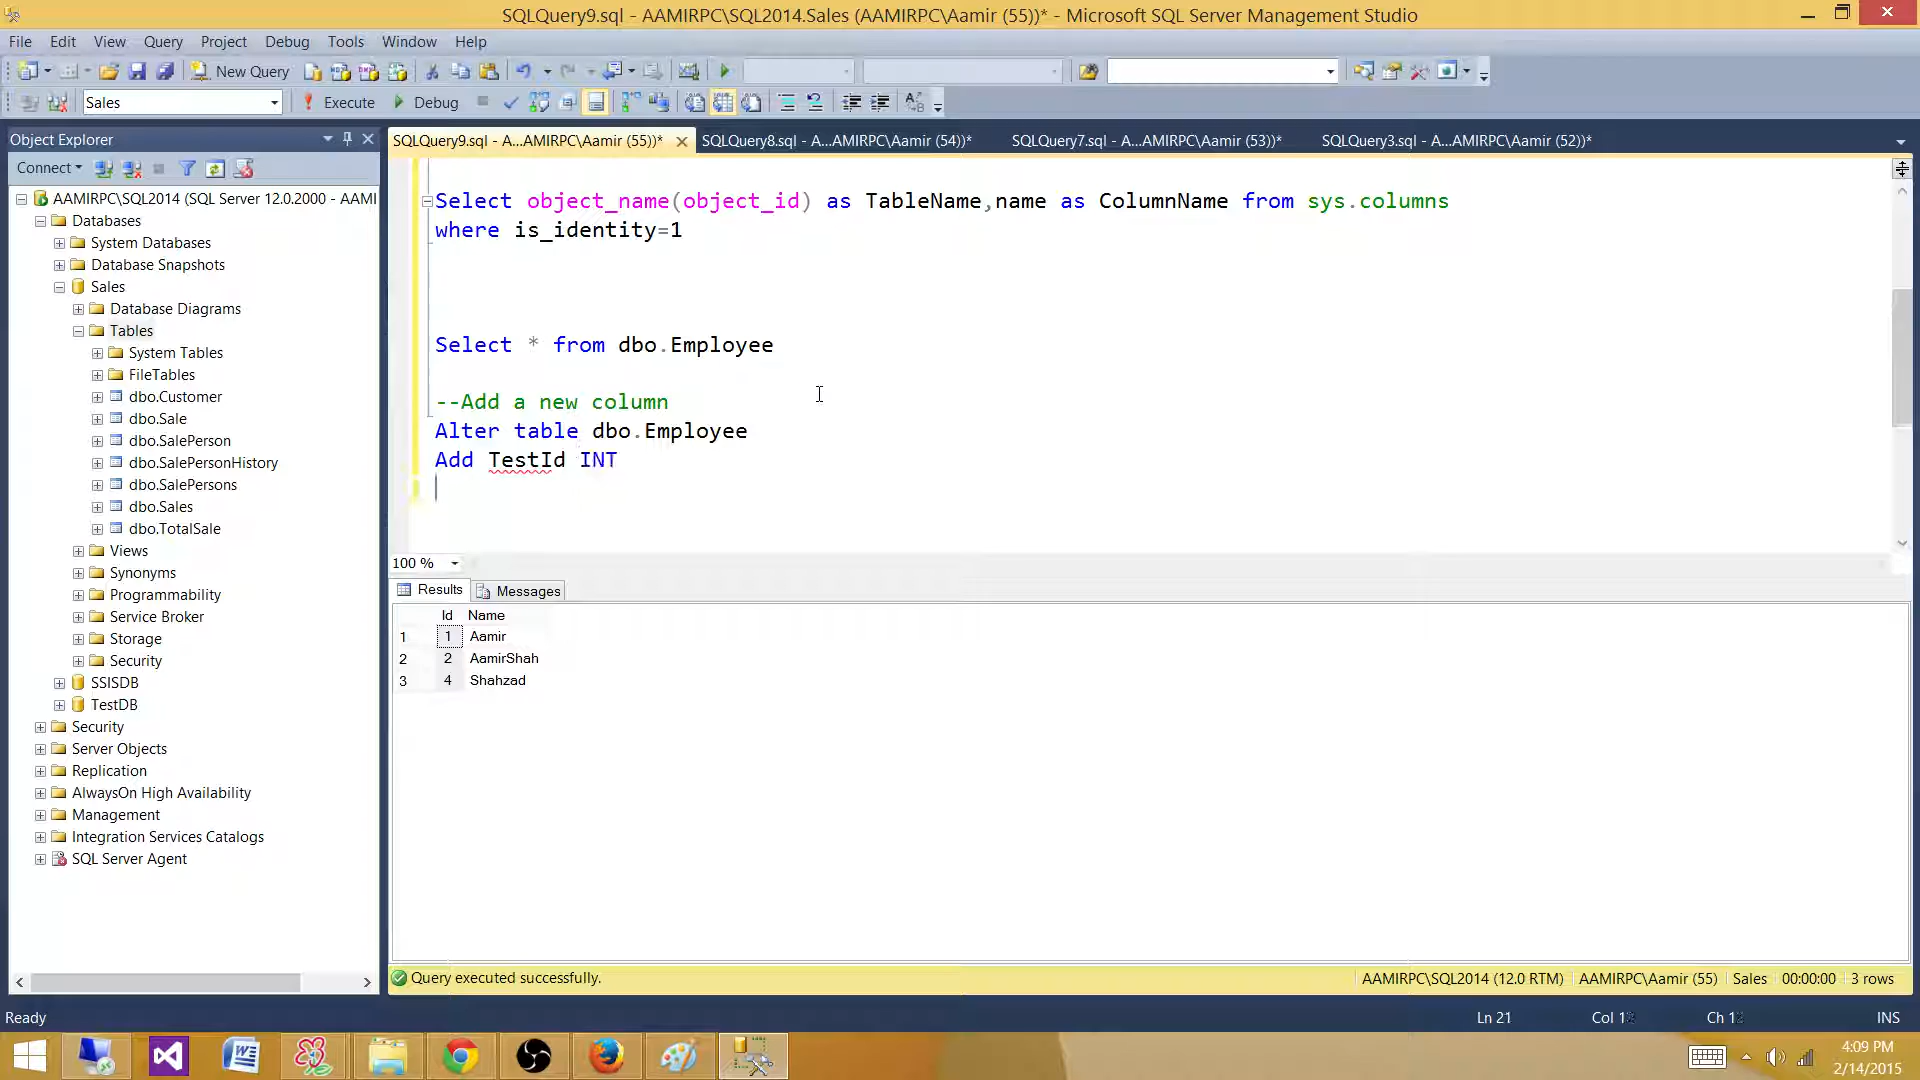 SQLQuery9.sql - AAMIRPC\SQL2014.Sales (AAMIRPC\Aamir (55))* - Microsoft SQL Server Management Studio
File Edit View Query Project Debug Tools Window Help
New Query
Sales Execute Debug
Object Explorer
Connect
AAMIRPC\SQL2014 (SQL Server 12.0.2000 - AAMI
Databases
System Databases
Database Snapshots
Sales
Database Diagrams
Tables
System Tables
FileTables
dbo.Customer
dbo.Sale
dbo.SalePerson
dbo.SalePersonHistory
dbo.SalePersons
dbo.Sales
dbo.TotalSale
Views
Synonyms
Programmability
Service Broker
Storage
Security
SSISDB
TestDB
Security
Server Objects
Replication
AlwaysOn High Availability
Management
Integration Services Catalogs
SQL Server Agent
SQLQuery9.sql - A...AMIRPC\Aamir (55))* SQLQuery8.sql - A...AMIRPC\Aamir (54))* SQLQuery7.sql - A...AMIRPC\Aamir (53))* SQLQuery3.sql - A...AMIRPC\Aamir (52))*
Select object_name(object_id) as TableName,name as ColumnName from sys.columns
where is_identity=1
Select * from dbo.Employee
--Add a new column
Alter table dbo.Employee
Add TestId INT
100 %
Results Messages
Id Name
1 1 Aamir
2 2 AamirShah
3 4 Shahzad
Query executed successfully. AAMIRPC\SQL2014 (12.0 RTM) AAMIRPC\Aamir (55) Sales 00:00:00 3 rows
Ready Ln 21 Col Ch INS
4:09 PM
2/14/2015